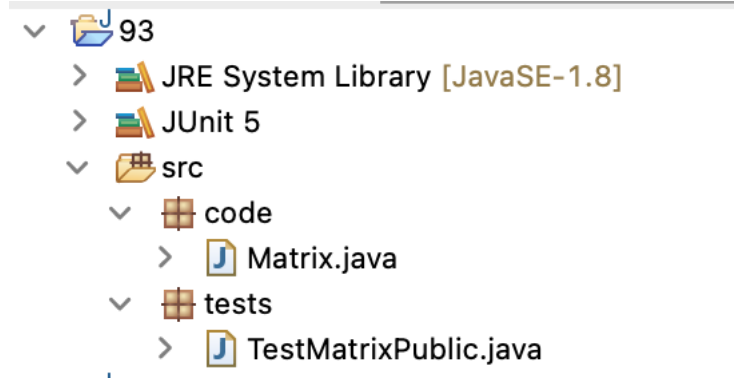 93
JRE System Library [JavaSE-1.8]
JUnit 5
src
code
Matrix.java
tests
TestMatrixPublic.java